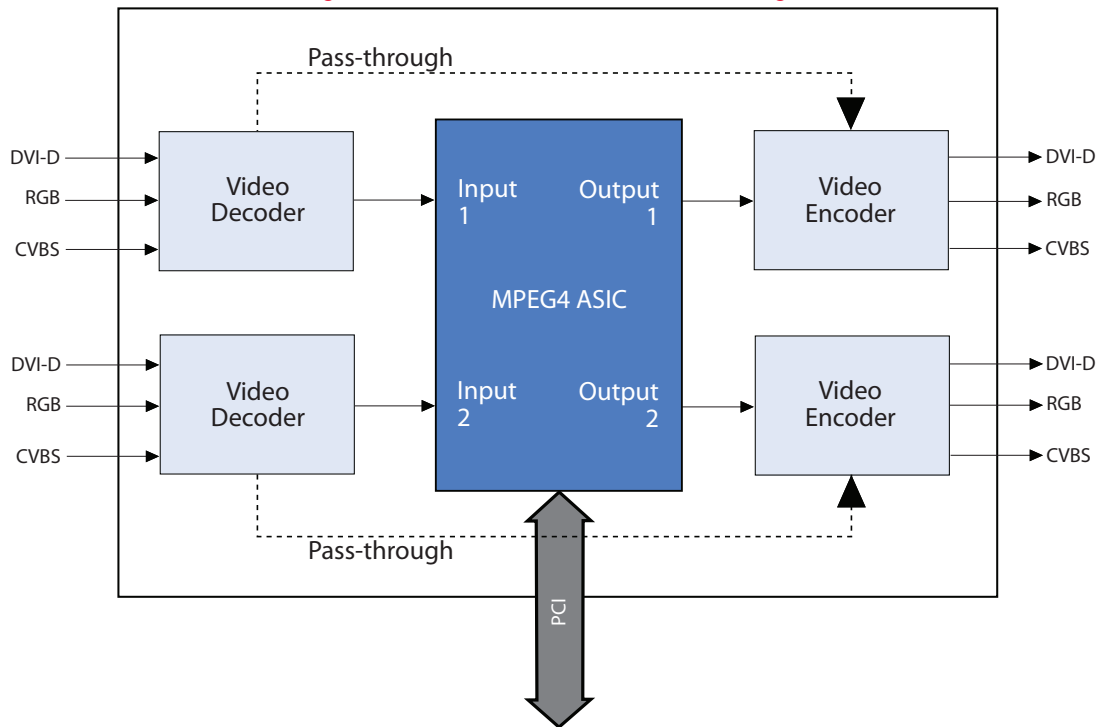 Pass-through
DVI-D
RGB
CVBS
Video
Decoder
Input
1
Output
1
MPEG4 ASIC
Video
Encoder
DVI-D
RGB
CVBS
DVI-D
RGB
CVBS
Video
Decoder
Input
2
Output
2
Video
Encoder
DVI-D
RGB
CVBS
Pass-through
PCI